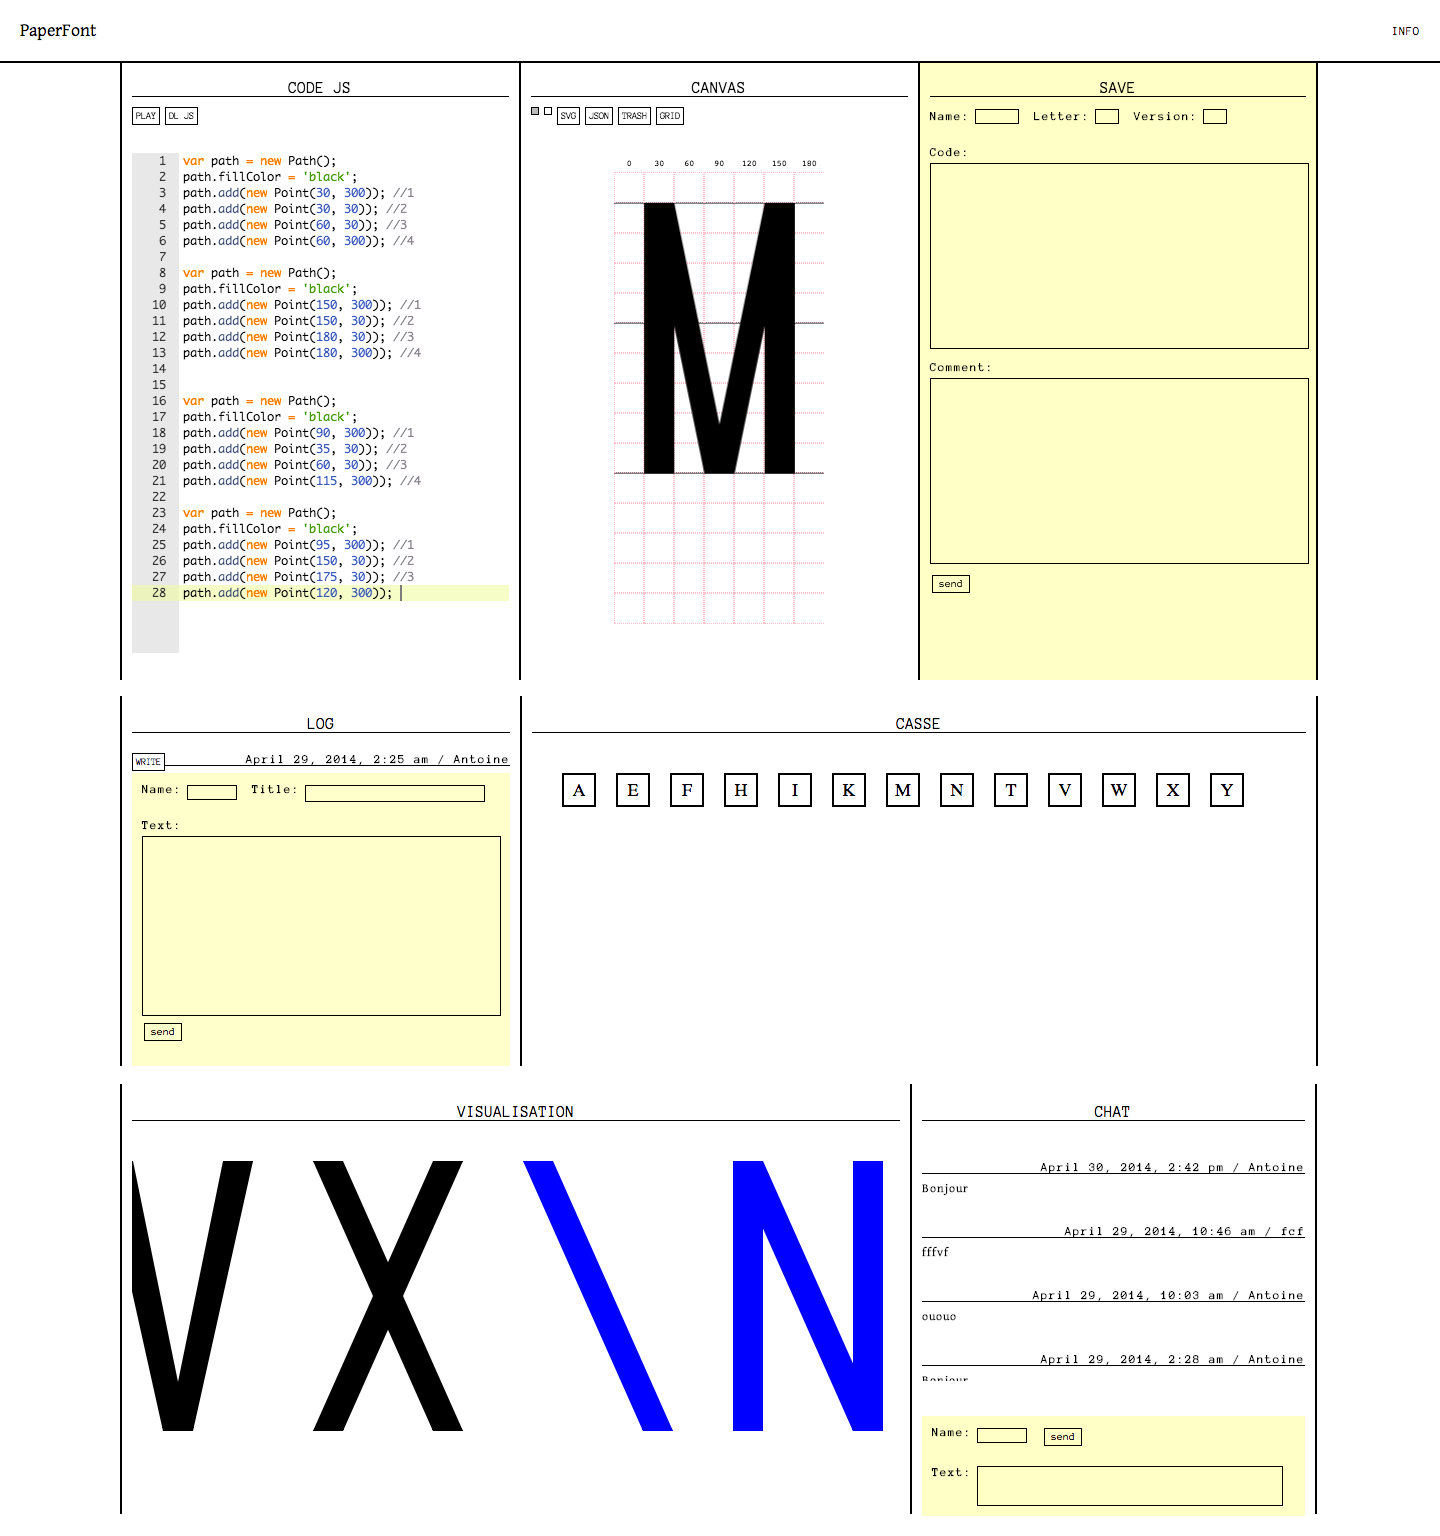 PaperFont
INFO
CODE JS
PLAY DL JS
1 var path = new Path();
2 path.fillColor = 'black';
3 path.add(new Point(30, 300)); //1
4 path.add(new Point(30, 30)); //2
5 path.add(new Point(60, 30)); //3
6 path.add(new Point(60, 300)); //4
7
8 var path = new Path();
9 path.fillColor = 'black';
10 path.add(new Point(150, 300)); //1
11 path.add(new Point(150, 30)); //2
12 path.add(new Point(180, 30)); //3
13 path.add(new Point(180, 300)); //4
14
15
16 var path = new Path();
17 path.fillColor = 'black';
18 path.add(new Point(90, 300)); //1
19 path.add(new Point(35, 30)); //2
20 path.add(new Point(60, 30)); //3
21 path.add(new Point(115, 300)); //4
22
23 var path = new Path();
24 path.fillColor = 'black';
25 path.add(new Point(95, 300)); //1
26 path.add(new Point(150, 30)); //2
27 path.add(new Point(175, 30)); //3
28 path.add(new Point(120, 300));
CANVAS
SVG JSON TRASH GRID
0 30 60 90 120 150 180
M
SAVE
Name: Letter: Version:
Code:
Comment:
send
LOG
WRITE April 29, 2014, 2:25 am / Antoine
Name: Title:
Text:
send
CASSE
A E F H I K M N T V W X Y
VISUALISATION
V X \ N
CHAT
April 30, 2014, 2:42 pm / Antoine
Bonjour
April 29, 2014, 10:46 am / fcf
fffvf
April 29, 2014, 10:03 am / Antoine
ououo
April 29, 2014, 2:28 am / Antoine
Bonjour
Name: send
Text: